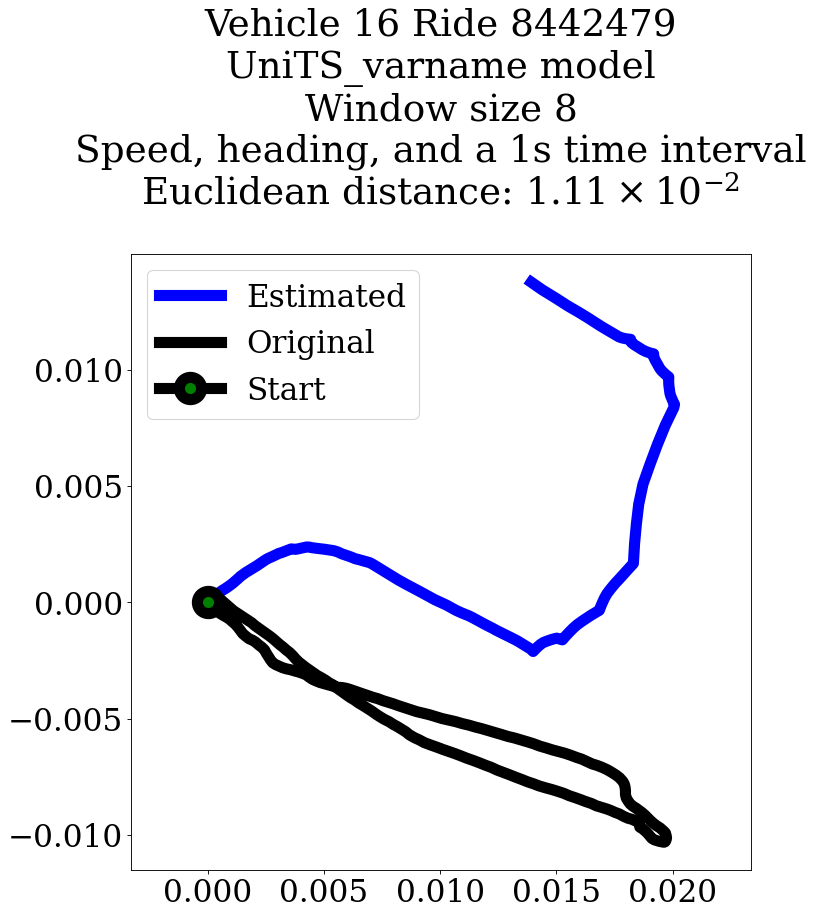 Vehicle 16 Ride 8442479
UniTS_varname model
Window size 8
Speed, heading, and a 1s time interval
Euclidean distance: 1.11 × 10⁻²
Estimated
Original
Start
0.010
0.005
0.000
−0.005
−0.010
0.000 0.005 0.010 0.015 0.020